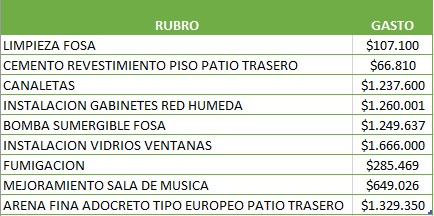 RUBRO GASTO
LIMPIEZA FOSA $107.100
CEMENTO REVESTIMIENTO PISO PATIO TRASERO $66.810
CANALETAS $1.237.600
INSTALACION GABINETES RED HUMEDA $1.260.001
BOMBA SUMERGIBLE FOSA $1.249.637
INSTALACION VIDRIOS VENTANAS $1.666.000
FUMIGACION $285.469
MEJORAMIENTO SALA DE MUSICA $649.026
ARENA FINA ADOCRETO TIPO EUROPEO PATIO TRASERO $1.329.350